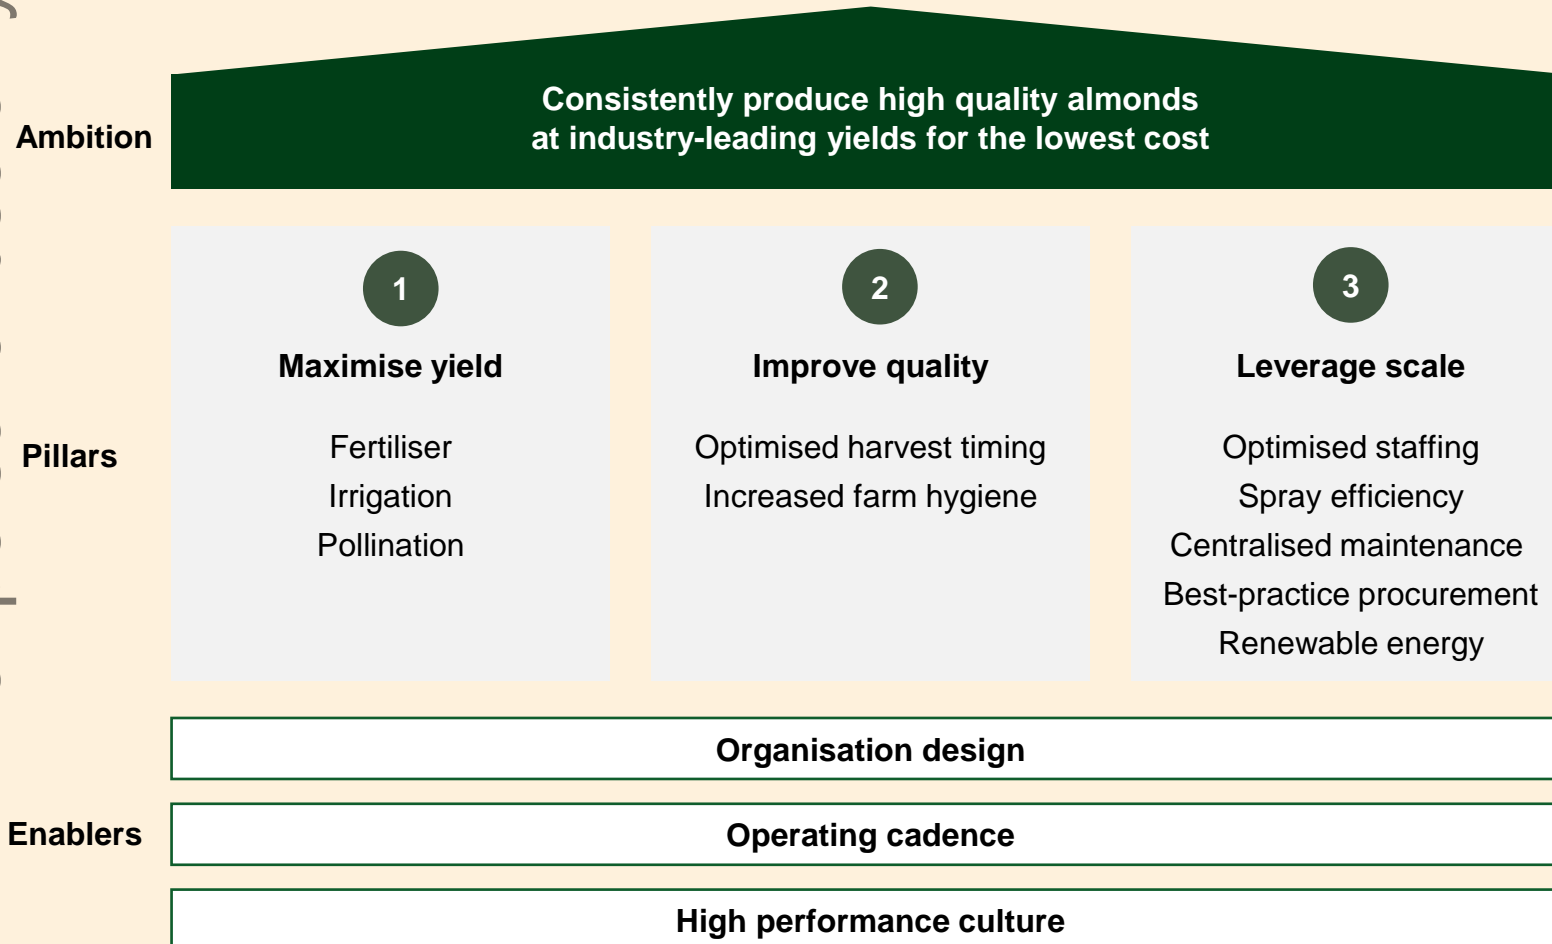 Ambition
Consistently produce high quality almonds
at industry-leading yields for the lowest cost
Pillars
1
Maximise yield
Fertiliser
Irrigation
Pollination
2
Improve quality
Optimised harvest timing
Increased farm hygiene
3
Leverage scale
Optimised staffing
Spray efficiency
Centralised maintenance
Best-practice procurement
Renewable energy
Enablers
Organisation design
Operating cadence
High performance culture